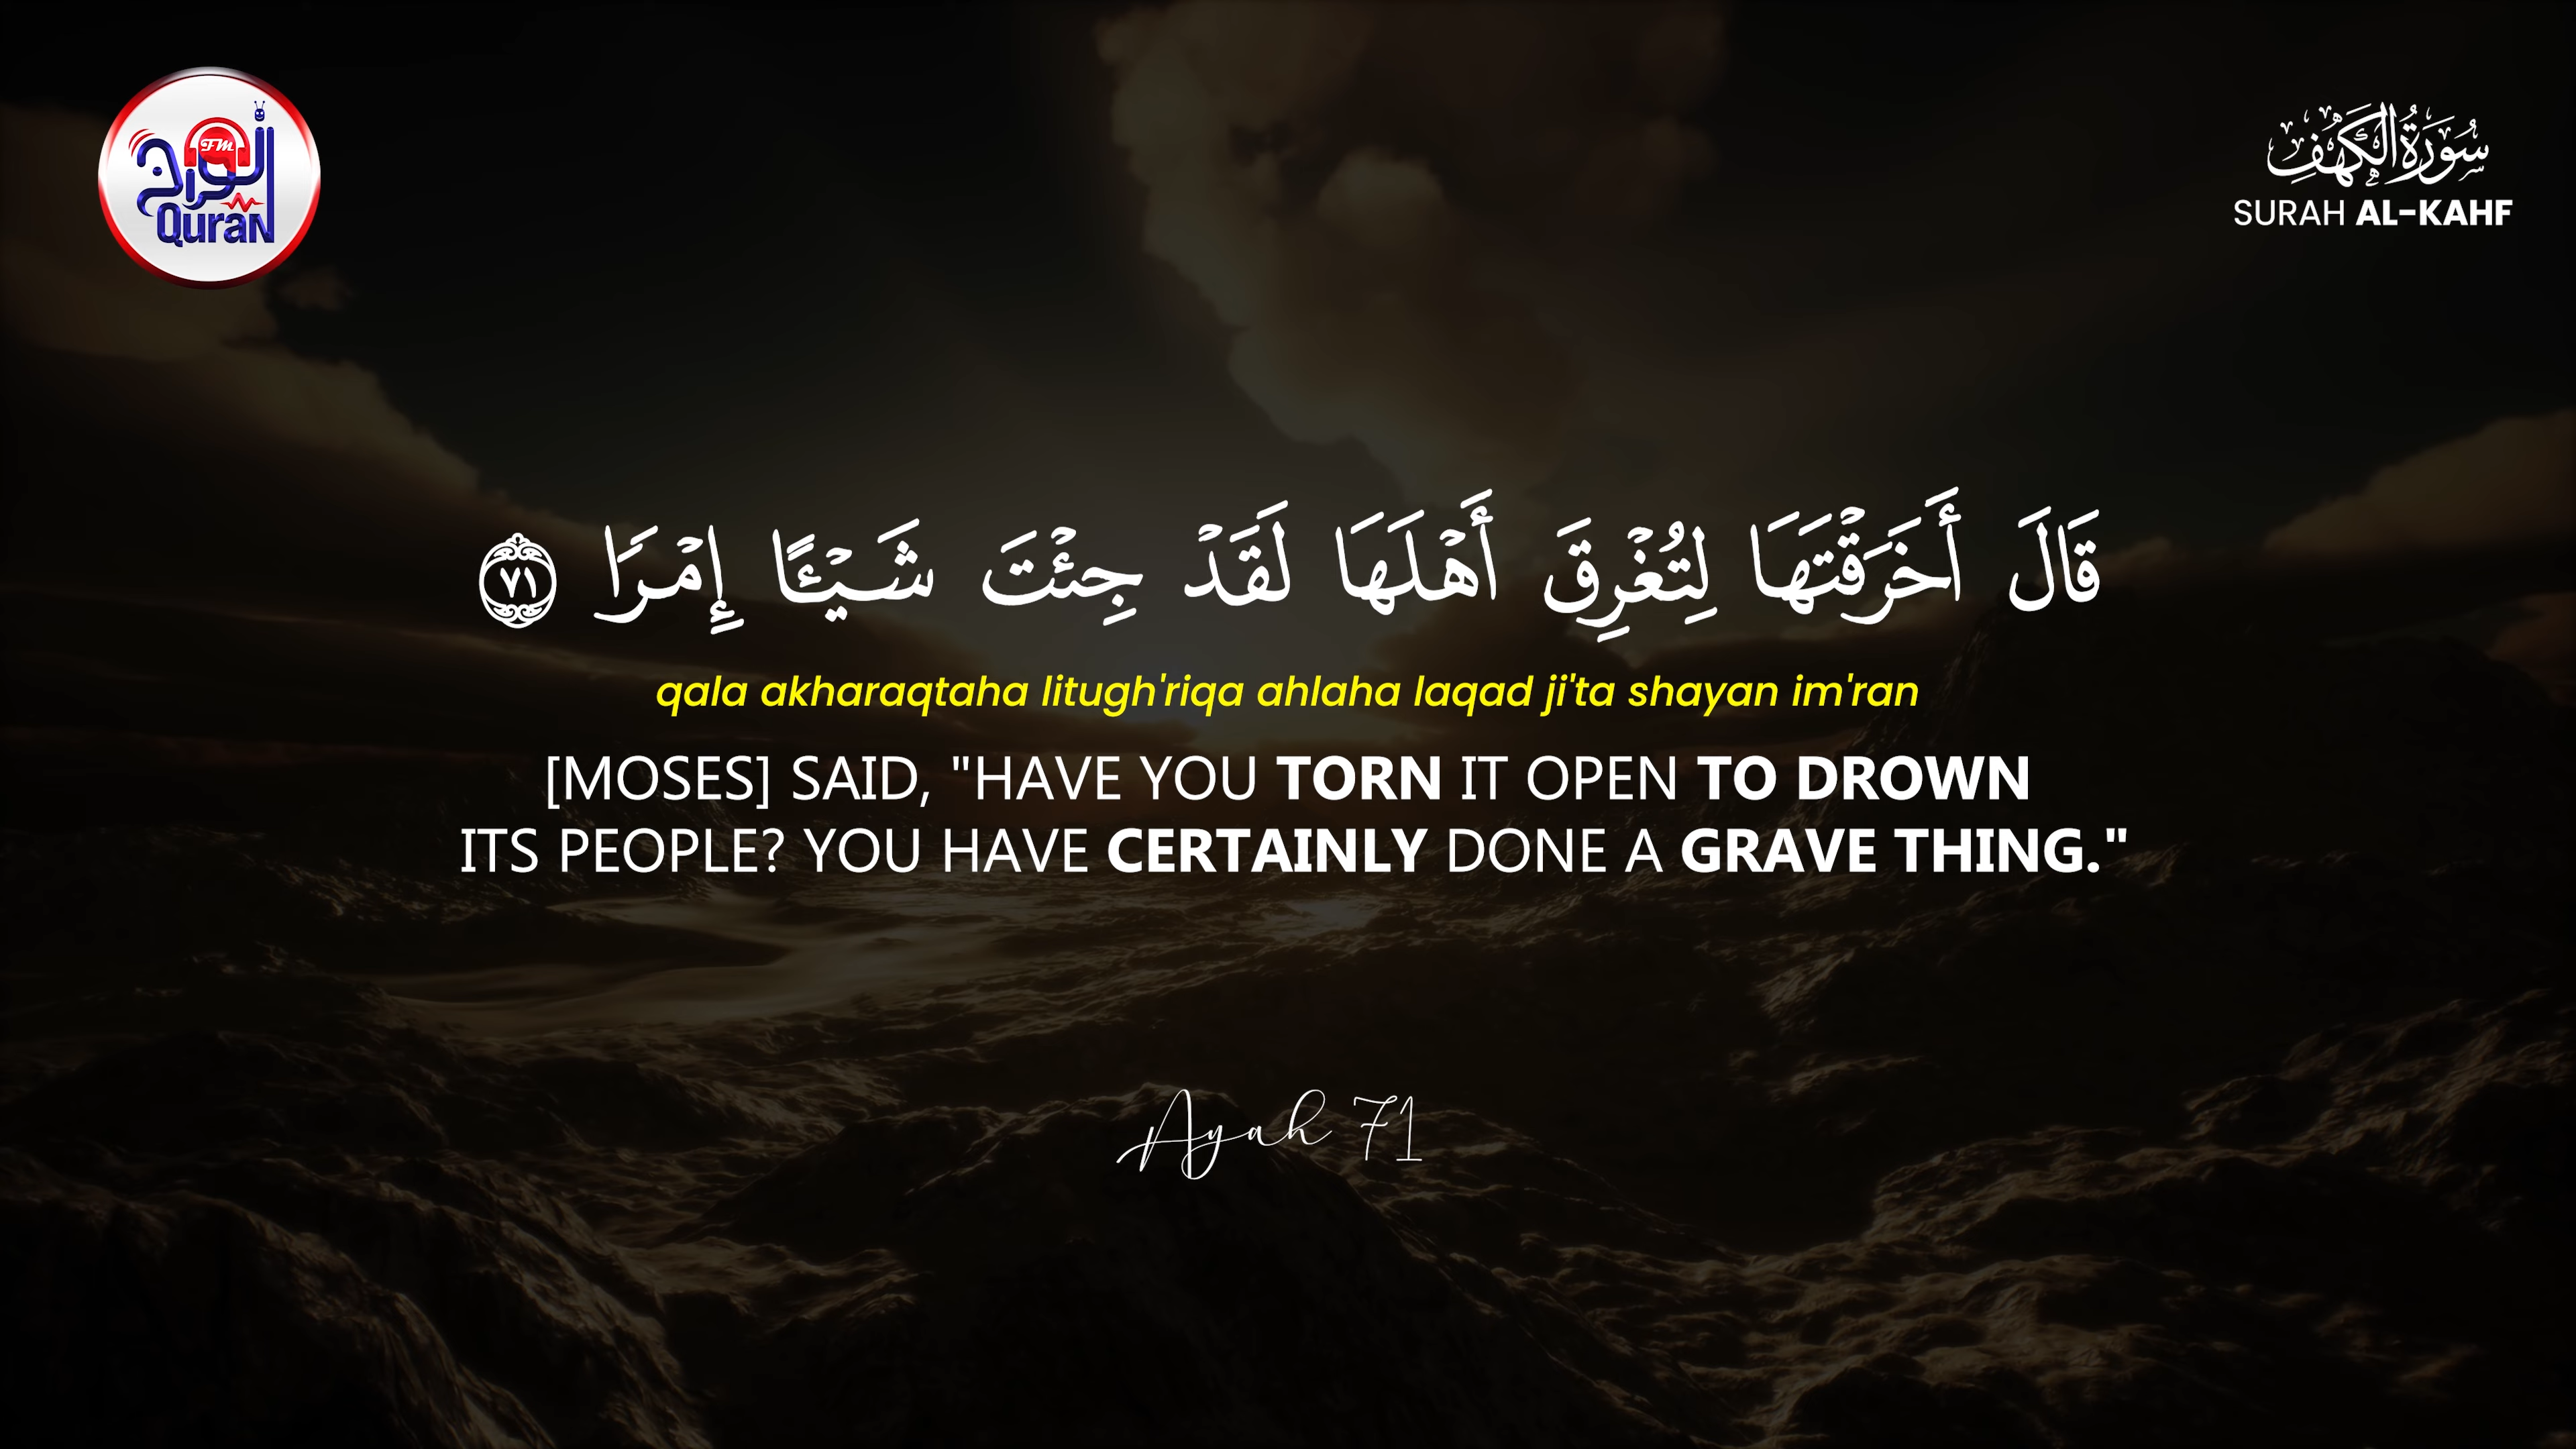 الوراق
FM
Quran
سُورَةُ الْكَهْفِ
SURAH AL-KAHF
قَالَ أَخَرَقْتَهَا لِتُغْرِقَ أَهْلَهَا لَقَدْ جِئْتَ شَيْـًٔا إِمْرًا ٧١
qala akharaqtaha litugh'riqa ahlaha laqad ji'ta shayan im'ran
[MOSES] SAID, "HAVE YOU TORN IT OPEN TO DROWN
ITS PEOPLE? YOU HAVE CERTAINLY DONE A GRAVE THING."
Ayah 71